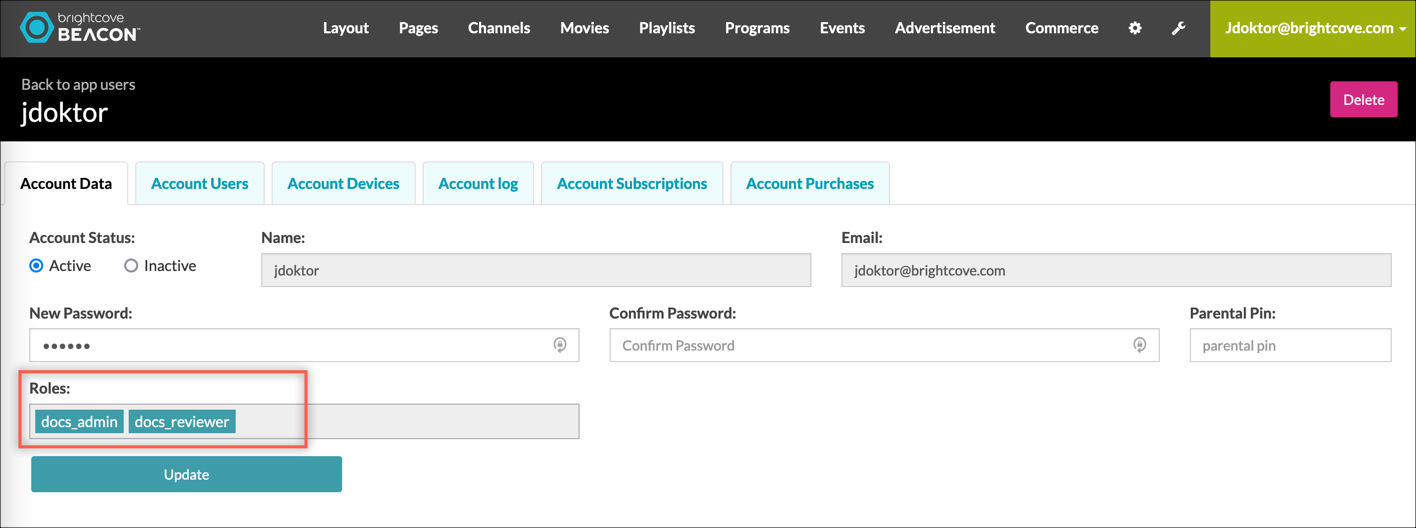 brightcove
BEACON™
Layout Pages Channels Movies Playlists Programs Events Advertisement Commerce Jdoktor@brightcove.com
Back to app users
jdoktor
Delete
Account Data Account Users Account Devices Account log Account Subscriptions Account Purchases
Account Status: Name: Email:
Active Inactive jdoktor jdoktor@brightcove.com
New Password: Confirm Password: Parental Pin:
•••••• Confirm Password parental pin
Roles:
docs_admin docs_reviewer
Update